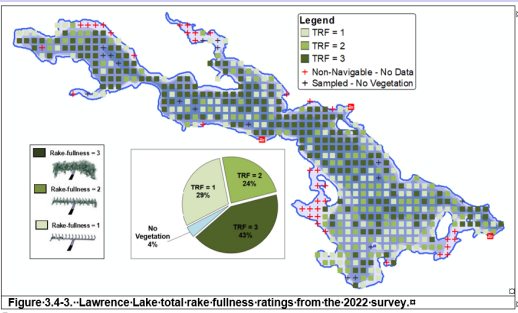 Legend
TRF = 1
TRF = 2
TRF = 3
Non-Navigable - No Data
Sampled - No Vegetation
Rake-fullness = 3
Rake-fullness = 2
Rake-fullness = 1
TRF = 1
29%
TRF = 2
24%
TRF = 3
43%
No
Vegetation
4%
Figure·3.4-3.··Lawrence·Lake·total·rake·fullness·ratings·from·the·2022·survey.¤